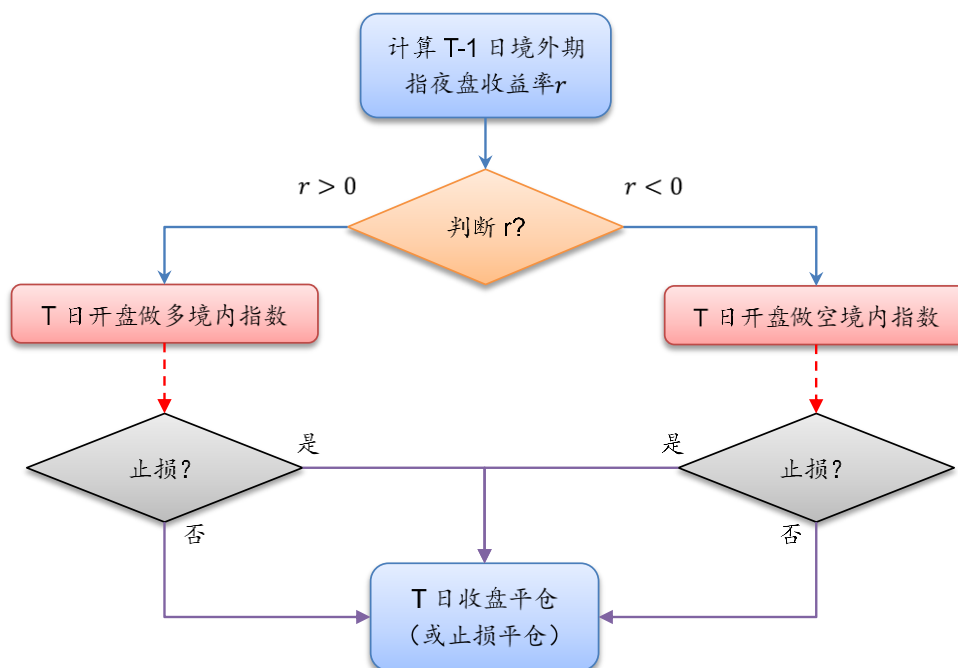 计算 T-1 日境外期
指夜盘收益率r
r > 0
r < 0
判断 r?
T 日开盘做多境内指数
T 日开盘做空境内指数
是
是
止损？
止损？
否
否
T 日收盘平仓
（或止损平仓）